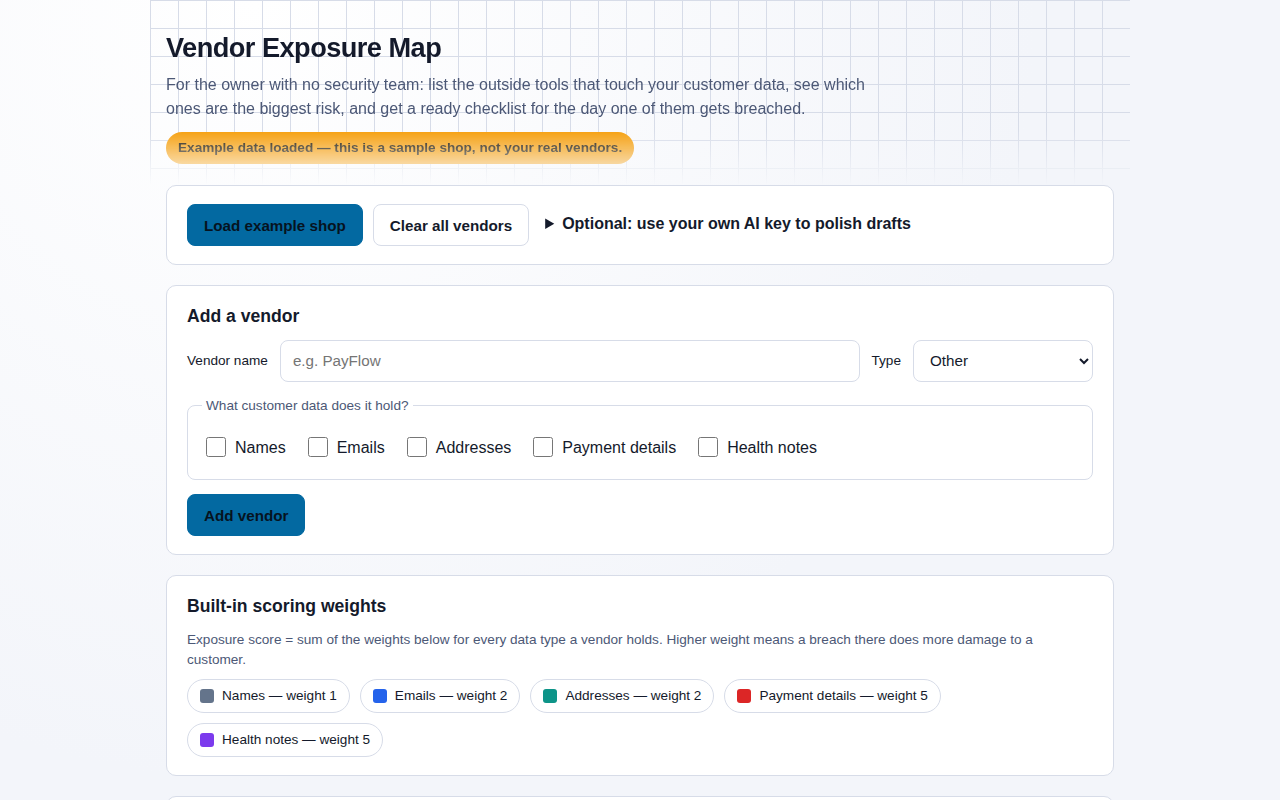 Vendor Exposure Map
For the owner with no security team: list the outside tools that touch your customer data, see which
ones are the biggest risk, and get a ready checklist for the day one of them gets breached.
Example data loaded — this is a sample shop, not your real vendors.
Load example shop
Clear all vendors
Optional: use your own AI key to polish drafts
Add a vendor
Vendor name
e.g. PayFlow
Type
Other
What customer data does it hold?
Names
Emails
Addresses
Payment details
Health notes
Add vendor
Built-in scoring weights
Exposure score = sum of the weights below for every data type a vendor holds. Higher weight means a breach there does more damage to a
customer.
Names — weight 1
Emails — weight 2
Addresses — weight 2
Payment details — weight 5
Health notes — weight 5